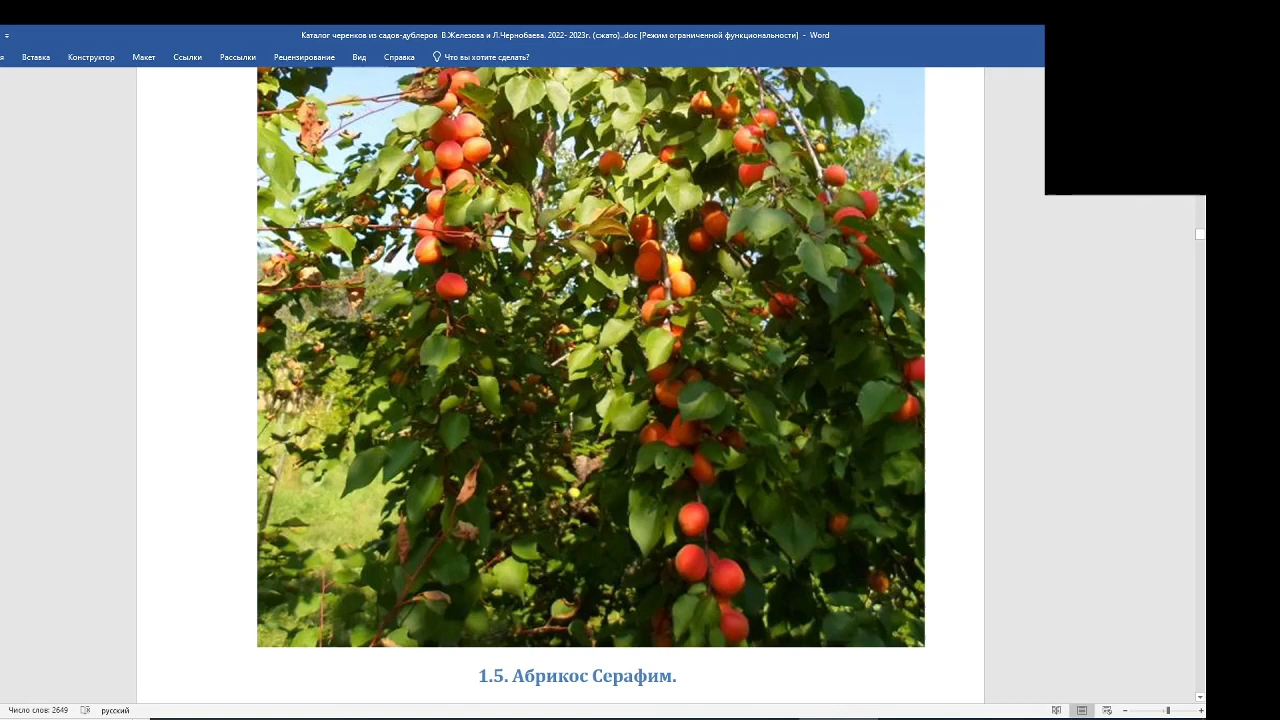 Каталог черенков из садов-дублеров В.Железова и Л.Чернобаева. 2022- 2023г. (сжато)..doc [Режим ограниченной функциональности] - Word
я Вставка Конструктор Макет Ссылки Рассылки Рецензирование Вид Справка Что вы хотите сделать?
1.5. Абрикос Серафим.
Число слов: 2649 русский